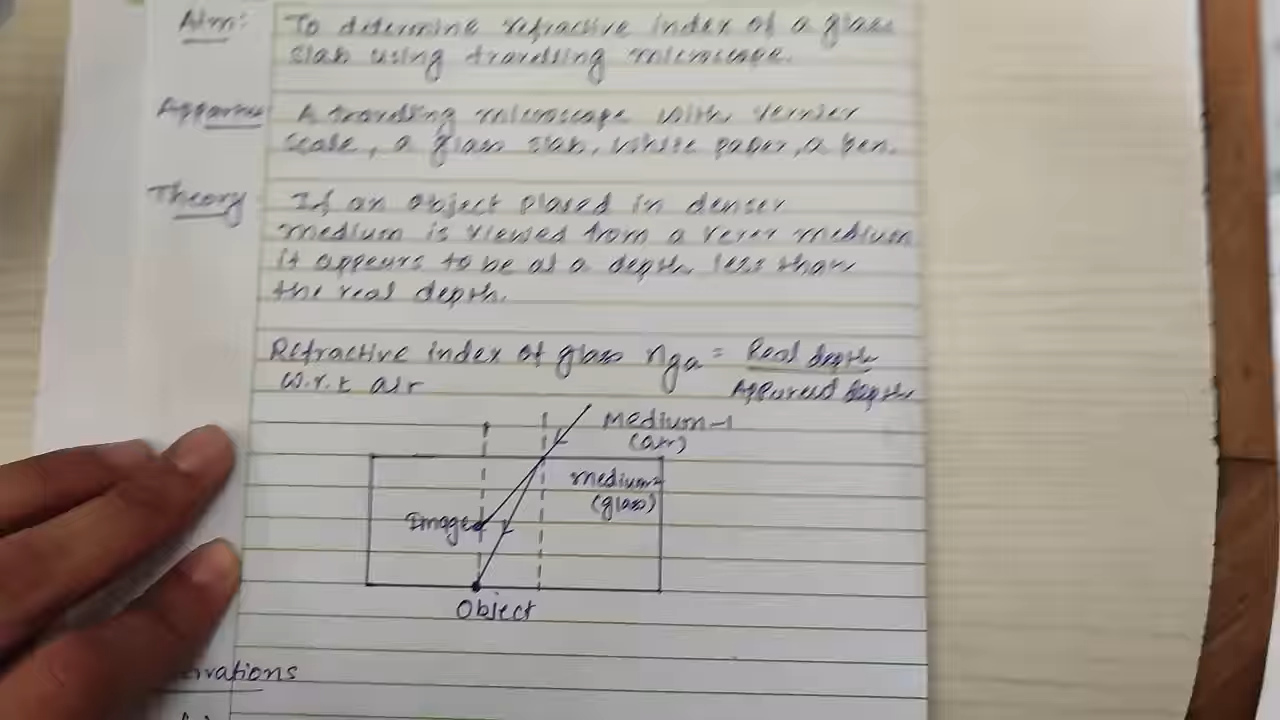 Aim: To determine refractive index of a glass
slab using travelling microscope.
Apparatus A travelling microscope with vernier
scale, a glass slab, white paper, a pen.
Theory If an object placed in denser
medium is viewed from a rarer medium
it appears to be at a depth less than
the real depth.
Refractive index of glass nga = Real depth
w.r.t air Apparent depth
Medium-1
(air)
medium-2
(glass)
Image
Object
rvations